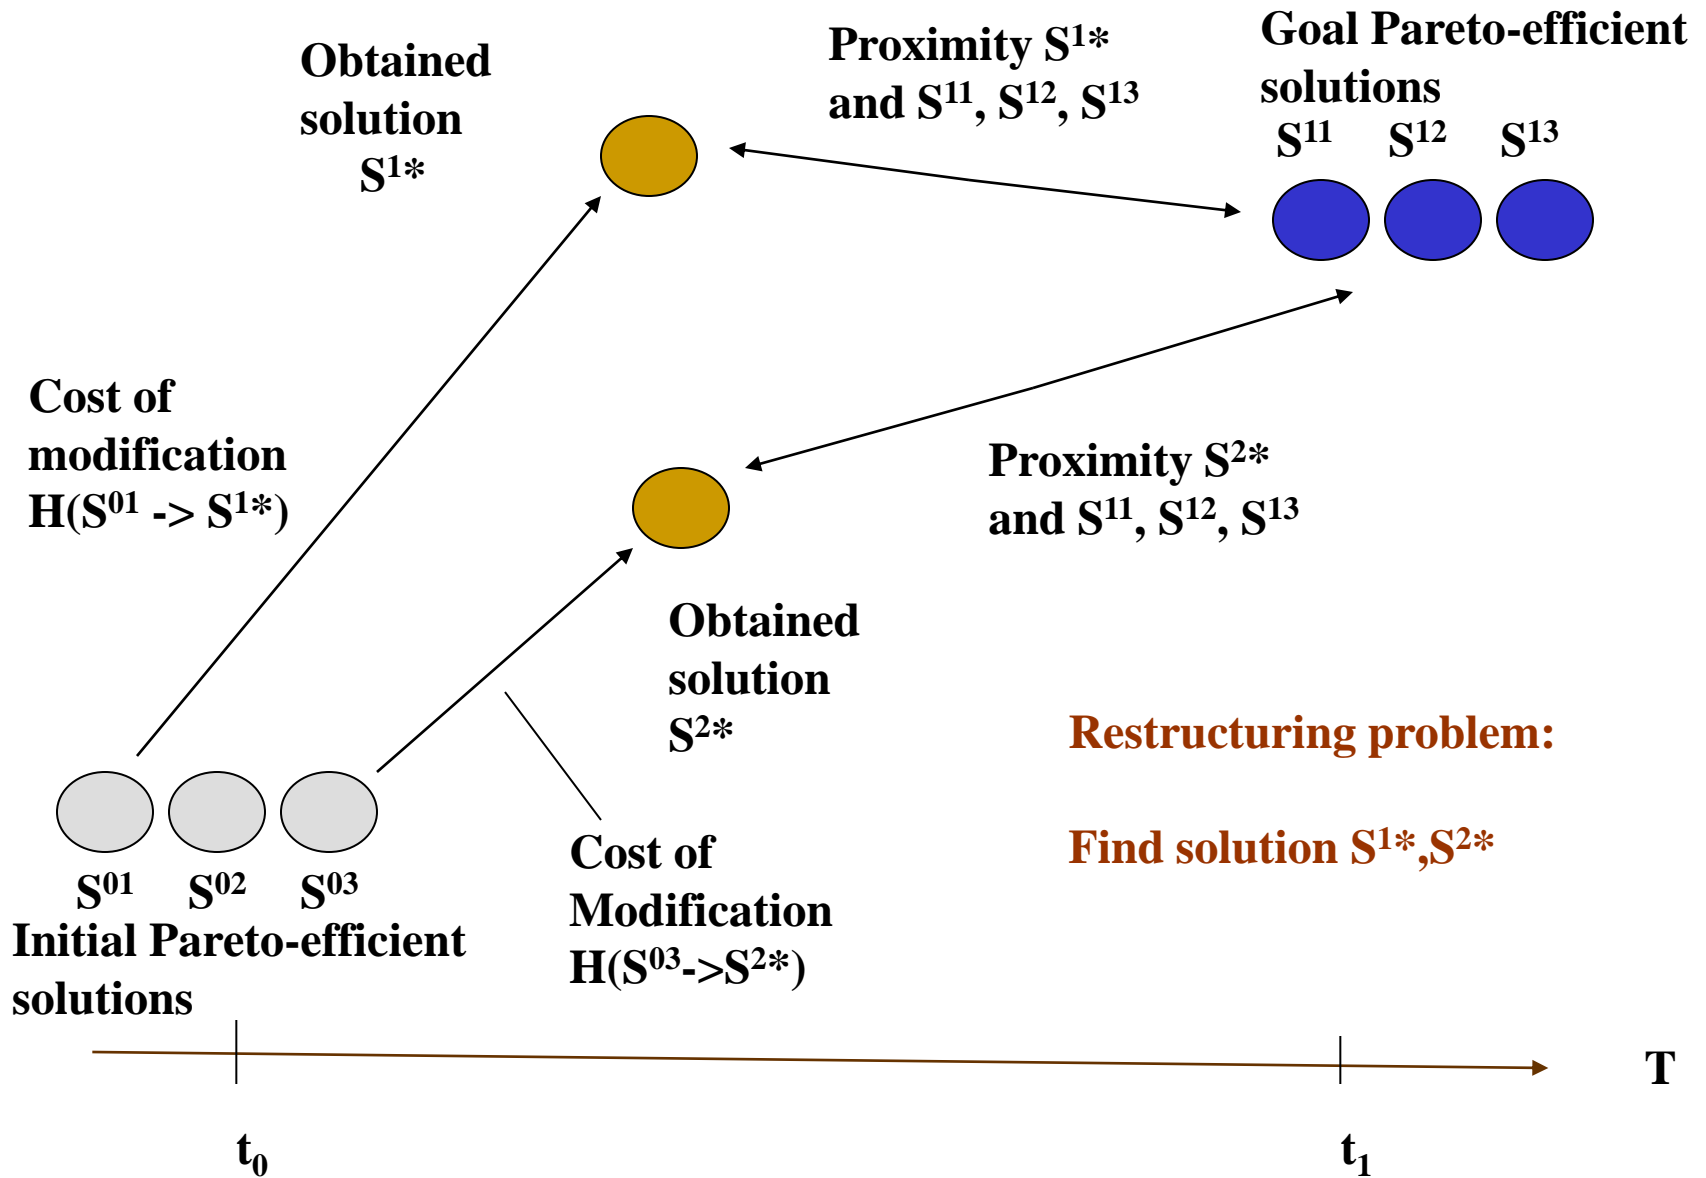 Obtained
solution
S¹*
Proximity S¹*
and S¹¹, S¹², S¹³
Goal Pareto-efficient
solutions
S¹¹ S¹² S¹³
Cost of
modification
H(S⁰¹ -> S¹*)
Proximity S²*
and S¹¹, S¹², S¹³
Obtained
solution
S²*
Restructuring problem:
Find solution S¹*,S²*
Cost of
Modification
H(S⁰³->S²*)
S⁰¹ S⁰² S⁰³
Initial Pareto-efficient
solutions
T
t₀
t₁